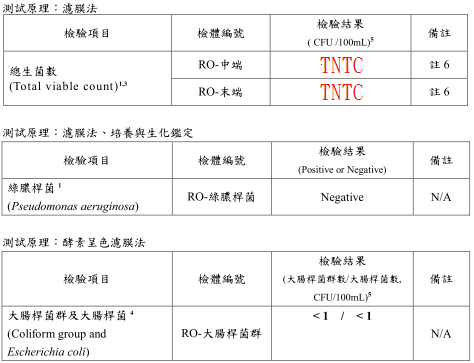 測試原理：濾膜法
檢驗項目 檢體編號 檢驗結果 ( CFU /100mL)⁵ 備註
總生菌數 (Total viable count)¹˒³ RO-中端 TNTC 註 6
RO-末端 TNTC 註 6
測試原理：濾膜法、培養與生化鑑定
檢驗項目 檢體編號 檢驗結果 (Positive or Negative) 備註
綠膿桿菌 ¹ (Pseudomonas aeruginosa) RO-綠膿桿菌 Negative N/A
測試原理：酵素呈色濾膜法
檢驗項目 檢體編號 檢驗結果 (大腸桿菌群數/大腸桿菌數, CFU/100mL)⁵ 備註
大腸桿菌群及大腸桿菌 ⁴ (Coliform group and Escherichia coli) RO-大腸桿菌群 < 1 / < 1 N/A